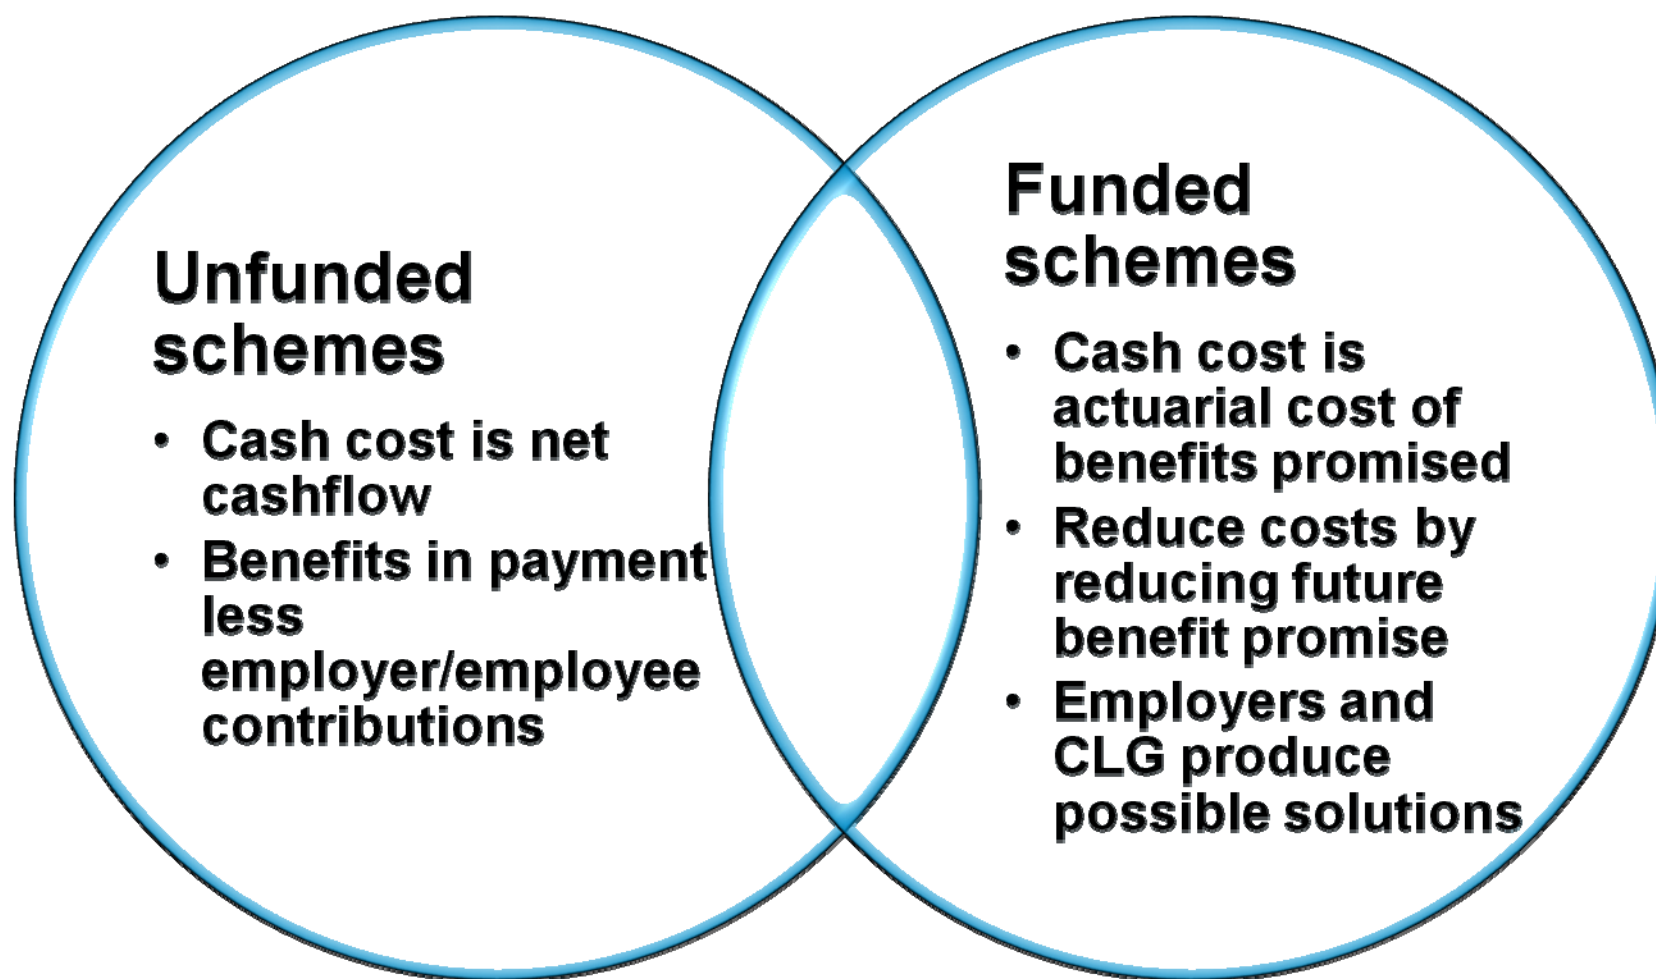 Unfunded
schemes
• Cash cost is net
cashflow
• Benefits in payment
less
employer/employee
contributions
Funded
schemes
• Cash cost is
actuarial cost of
benefits promised
• Reduce costs by
reducing future
benefit promise
• Employers and
CLG produce
possible solutions